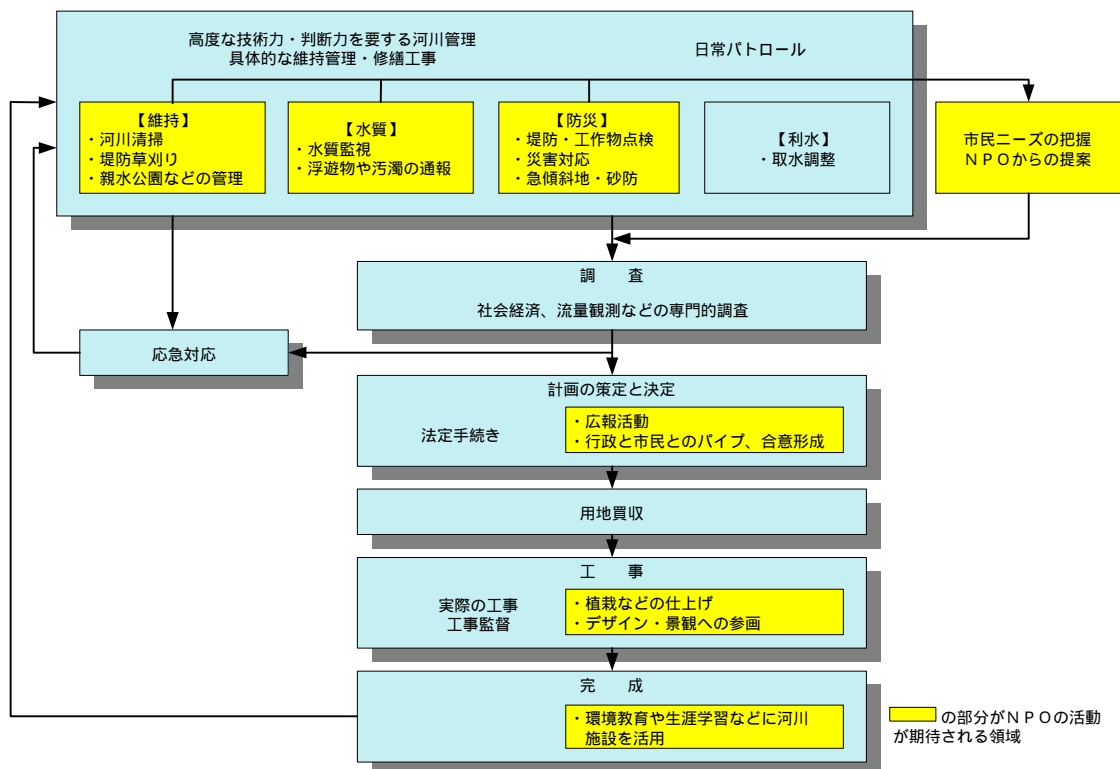 高度な技術力・判断力を要する河川管理
具体的な維持管理・修繕工事
日常パトロール
【維持】
・河川清掃
・堤防草刈り
・親水公園などの管理
【水質】
・水質監視
・浮遊物や汚濁の通報
【防災】
・堤防・工作物点検
・災害対応
・急傾斜地・砂防
【利水】
・取水調整
市民ニーズの把握
ＮＰＯからの提案
調　　査
社会経済、流量観測などの専門的調査
応急対応
計画の策定と決定
法定手続き
・広報活動
・行政と市民とのパイプ、合意形成
用地買収
工　　事
実際の工事
工事監督
・植栽などの仕上げ
・デザイン・景観への参画
完　　成
・環境教育や生涯学習などに河川
施設を活用
の部分がＮＰＯの活動
が期待される領域